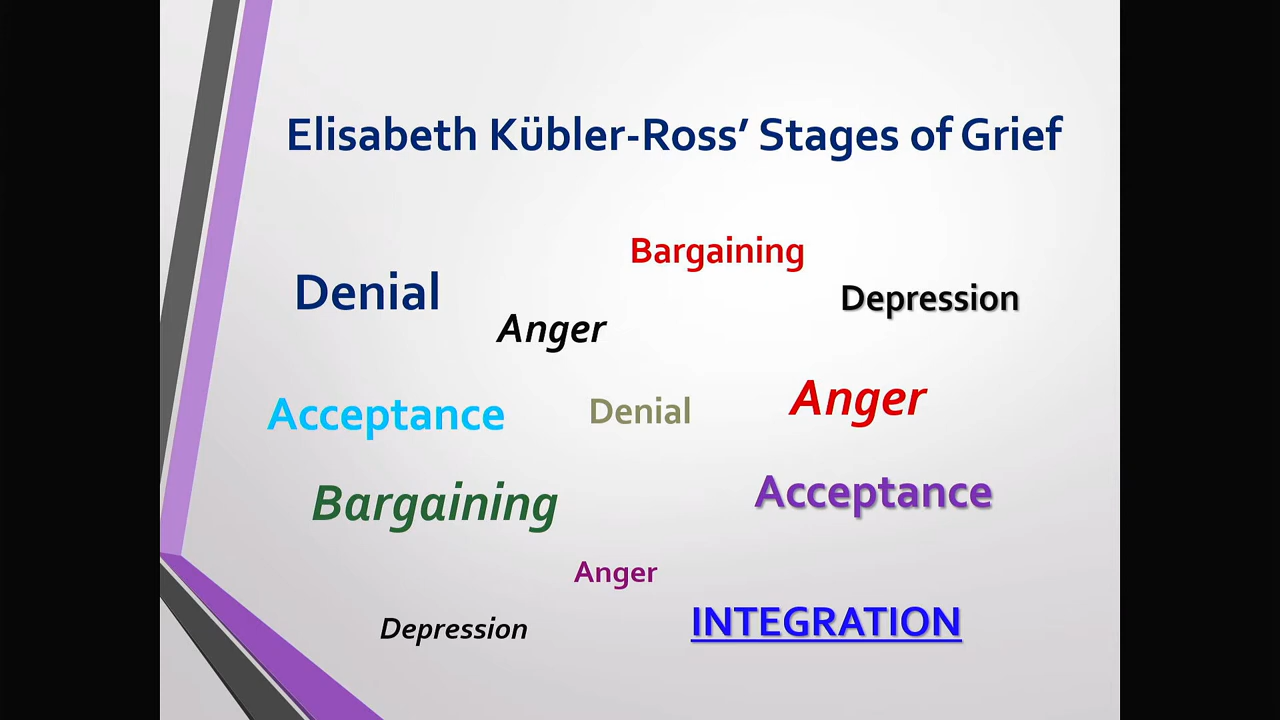 Elisabeth Kübler-Ross’ Stages of Grief
Bargaining
Denial
Depression
Anger
Anger
Acceptance
Denial
Bargaining
Acceptance
Anger
Depression
INTEGRATION